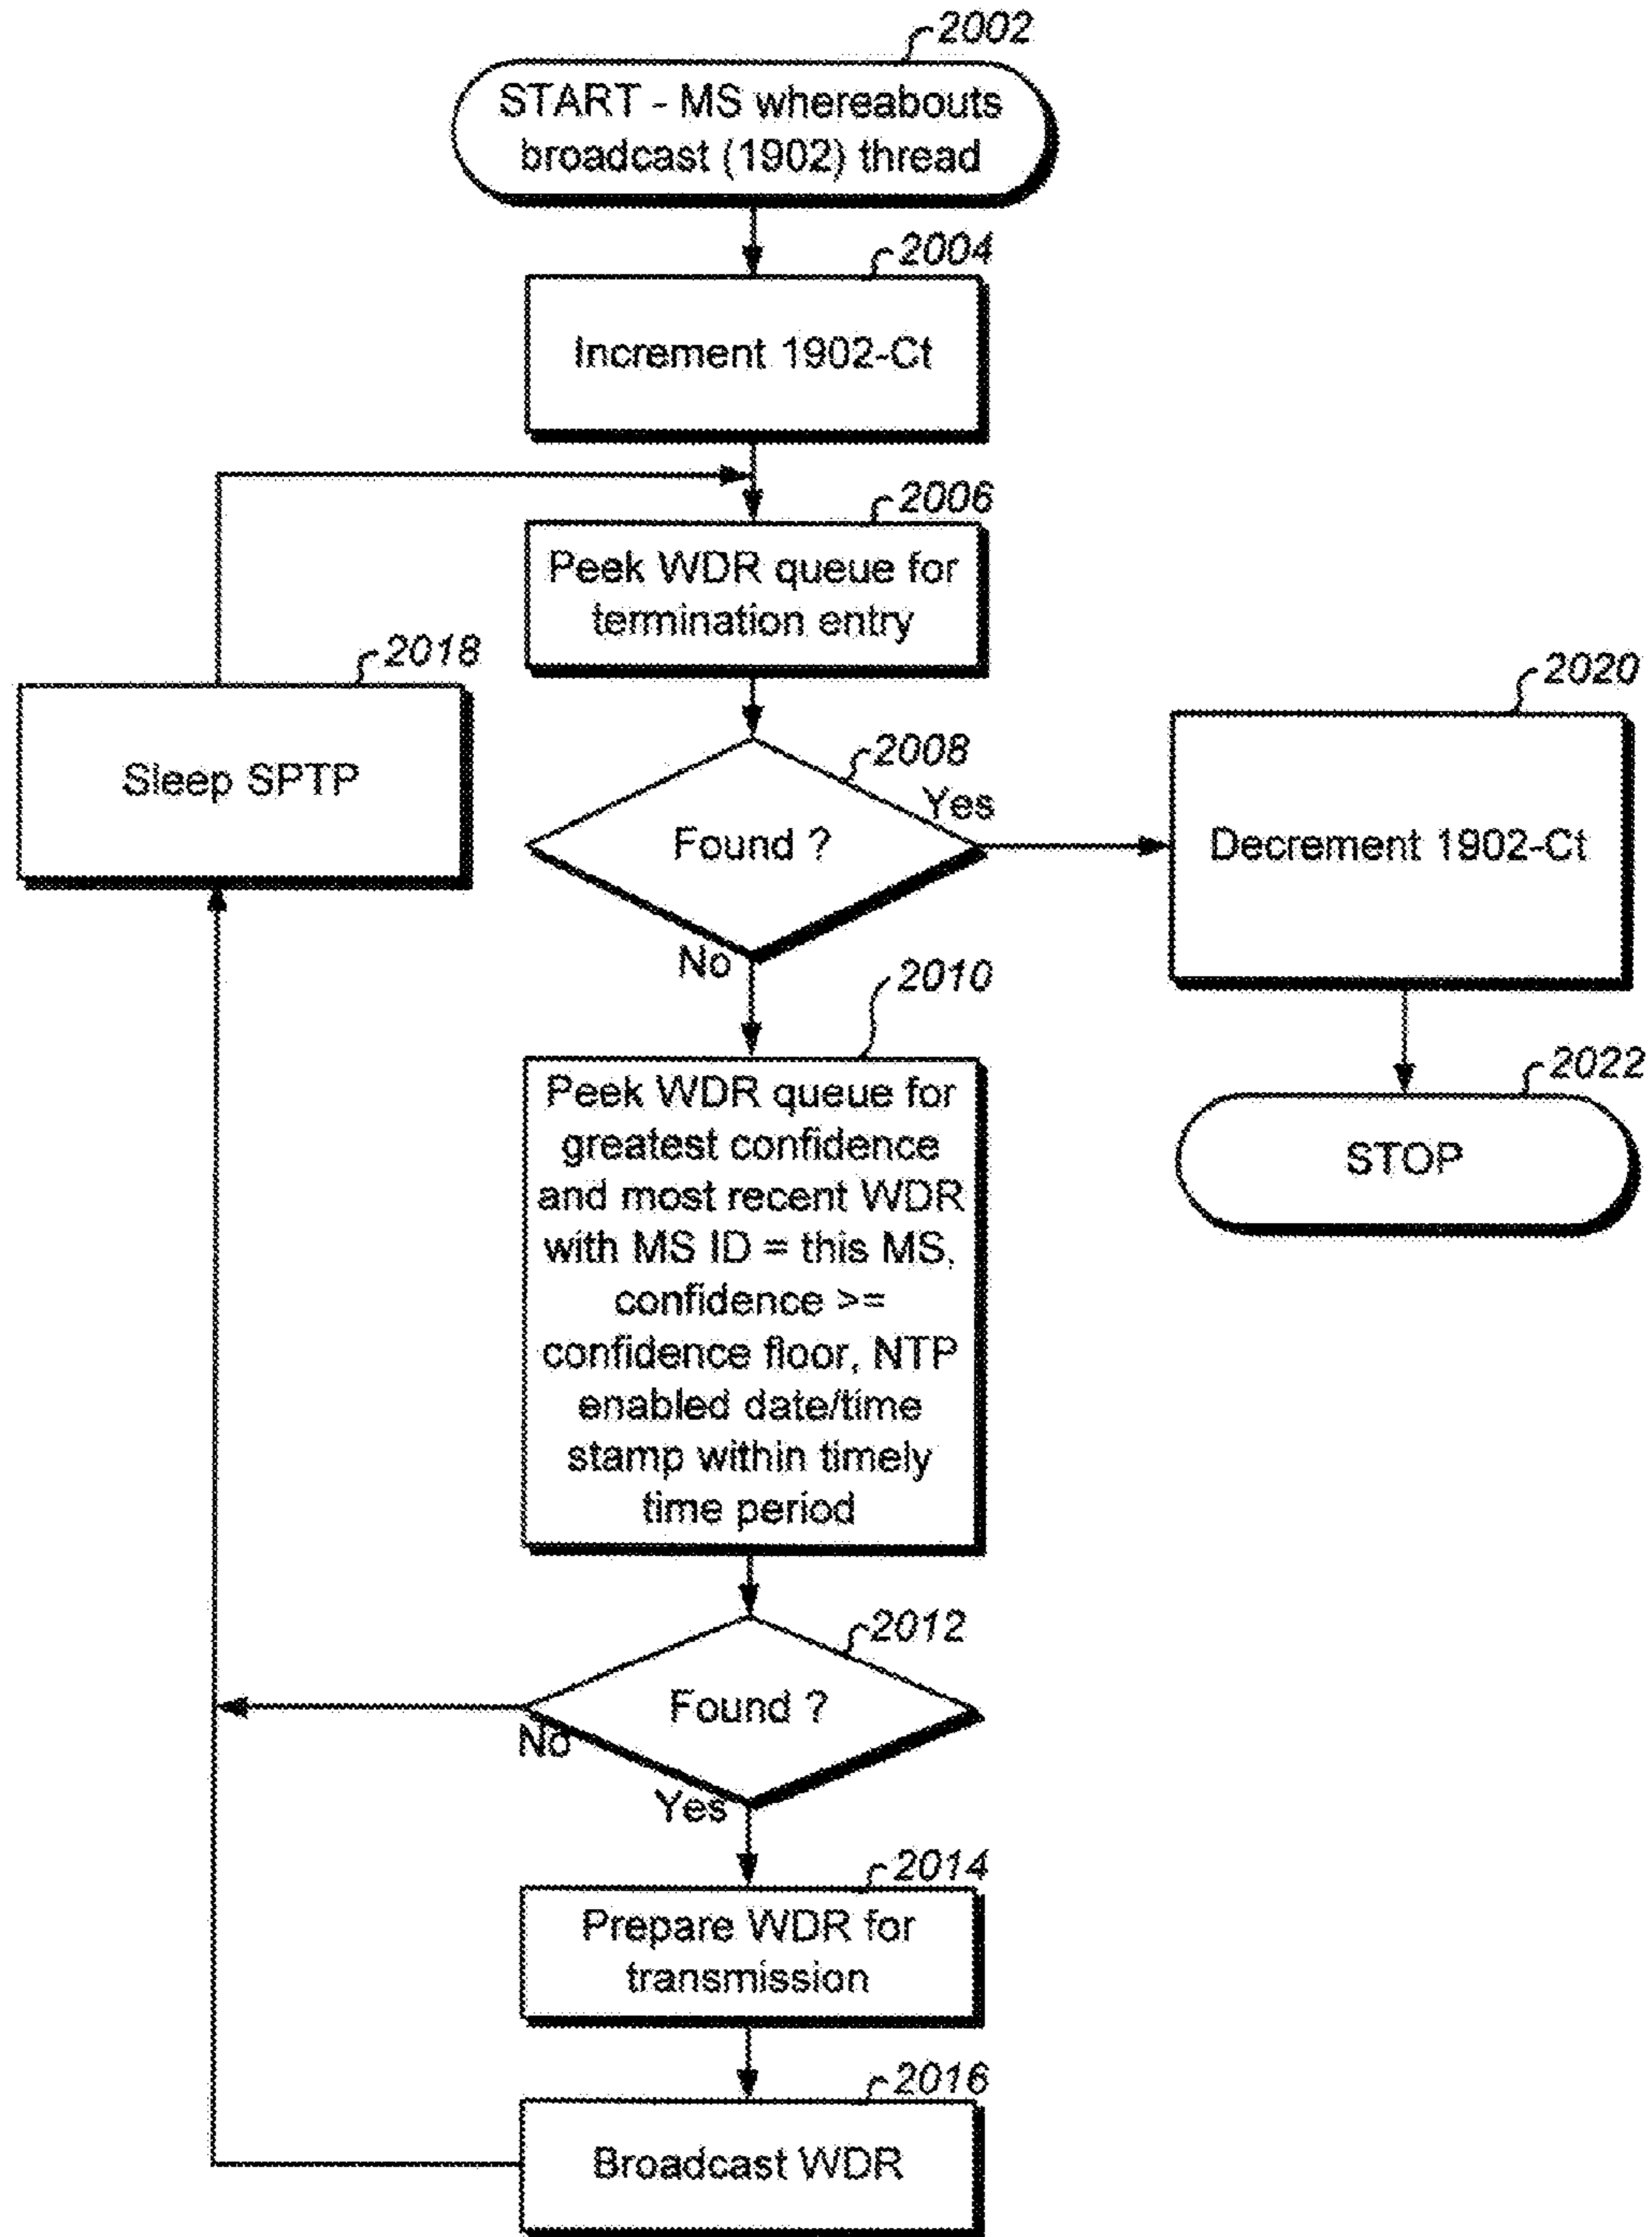 2002
START - MS whereabouts
broadcast (1902) thread
2004
Increment 1902-Ct
2006
Peek WDR queue for
termination entry
2018
Sleep SPTP
2008
Found ?
Yes
No
2020
Decrement 1902-Ct
2022
STOP
2010
Peek WDR queue for
greatest confidence
and most recent WDR
with MS ID = this MS,
confidence >=
confidence floor, NTP
enabled date/time
stamp within timely
time period
2012
Found ?
No
Yes
2014
Prepare WDR for
transmission
2016
Broadcast WDR